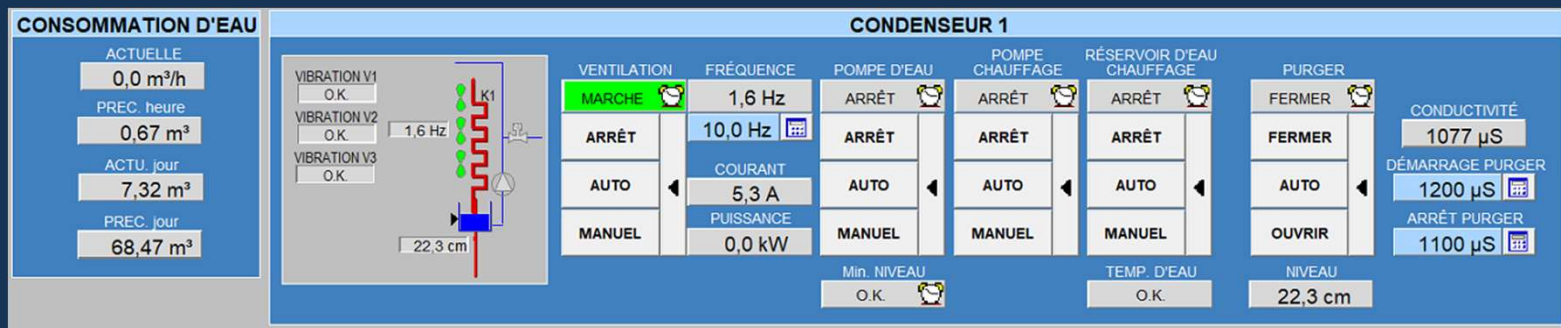 CONSOMMATION D'EAU
ACTUELLE
0,0 m³/h
PREC. heure
0,67 m³
ACTU. jour
7,32 m³
PREC. jour
68,47 m³
CONDENSEUR 1
VIBRATION V1
O.K.
VIBRATION V2
O.K.
VIBRATION V3
O.K.
K1
1,6 Hz
22,3 cm
VENTILATION
MARCHE
ARRÊT
AUTO
MANUEL
FRÉQUENCE
1,6 Hz
10,0 Hz
COURANT
5,3 A
PUISSANCE
0,0 kW
POMPE D'EAU
ARRÊT
ARRÊT
AUTO
MANUEL
Min. NIVEAU
O.K.
POMPE
CHAUFFAGE
ARRÊT
ARRÊT
AUTO
MANUEL
RÉSERVOIR D'EAU
CHAUFFAGE
ARRÊT
ARRÊT
AUTO
MANUEL
TEMP. D'EAU
O.K.
PURGER
FERMER
FERMER
AUTO
OUVRIR
NIVEAU
22,3 cm
CONDUCTIVITÉ
1077 µS
DÉMARRAGE PURGER
1200 µS
ARRÊT PURGER
1100 µS